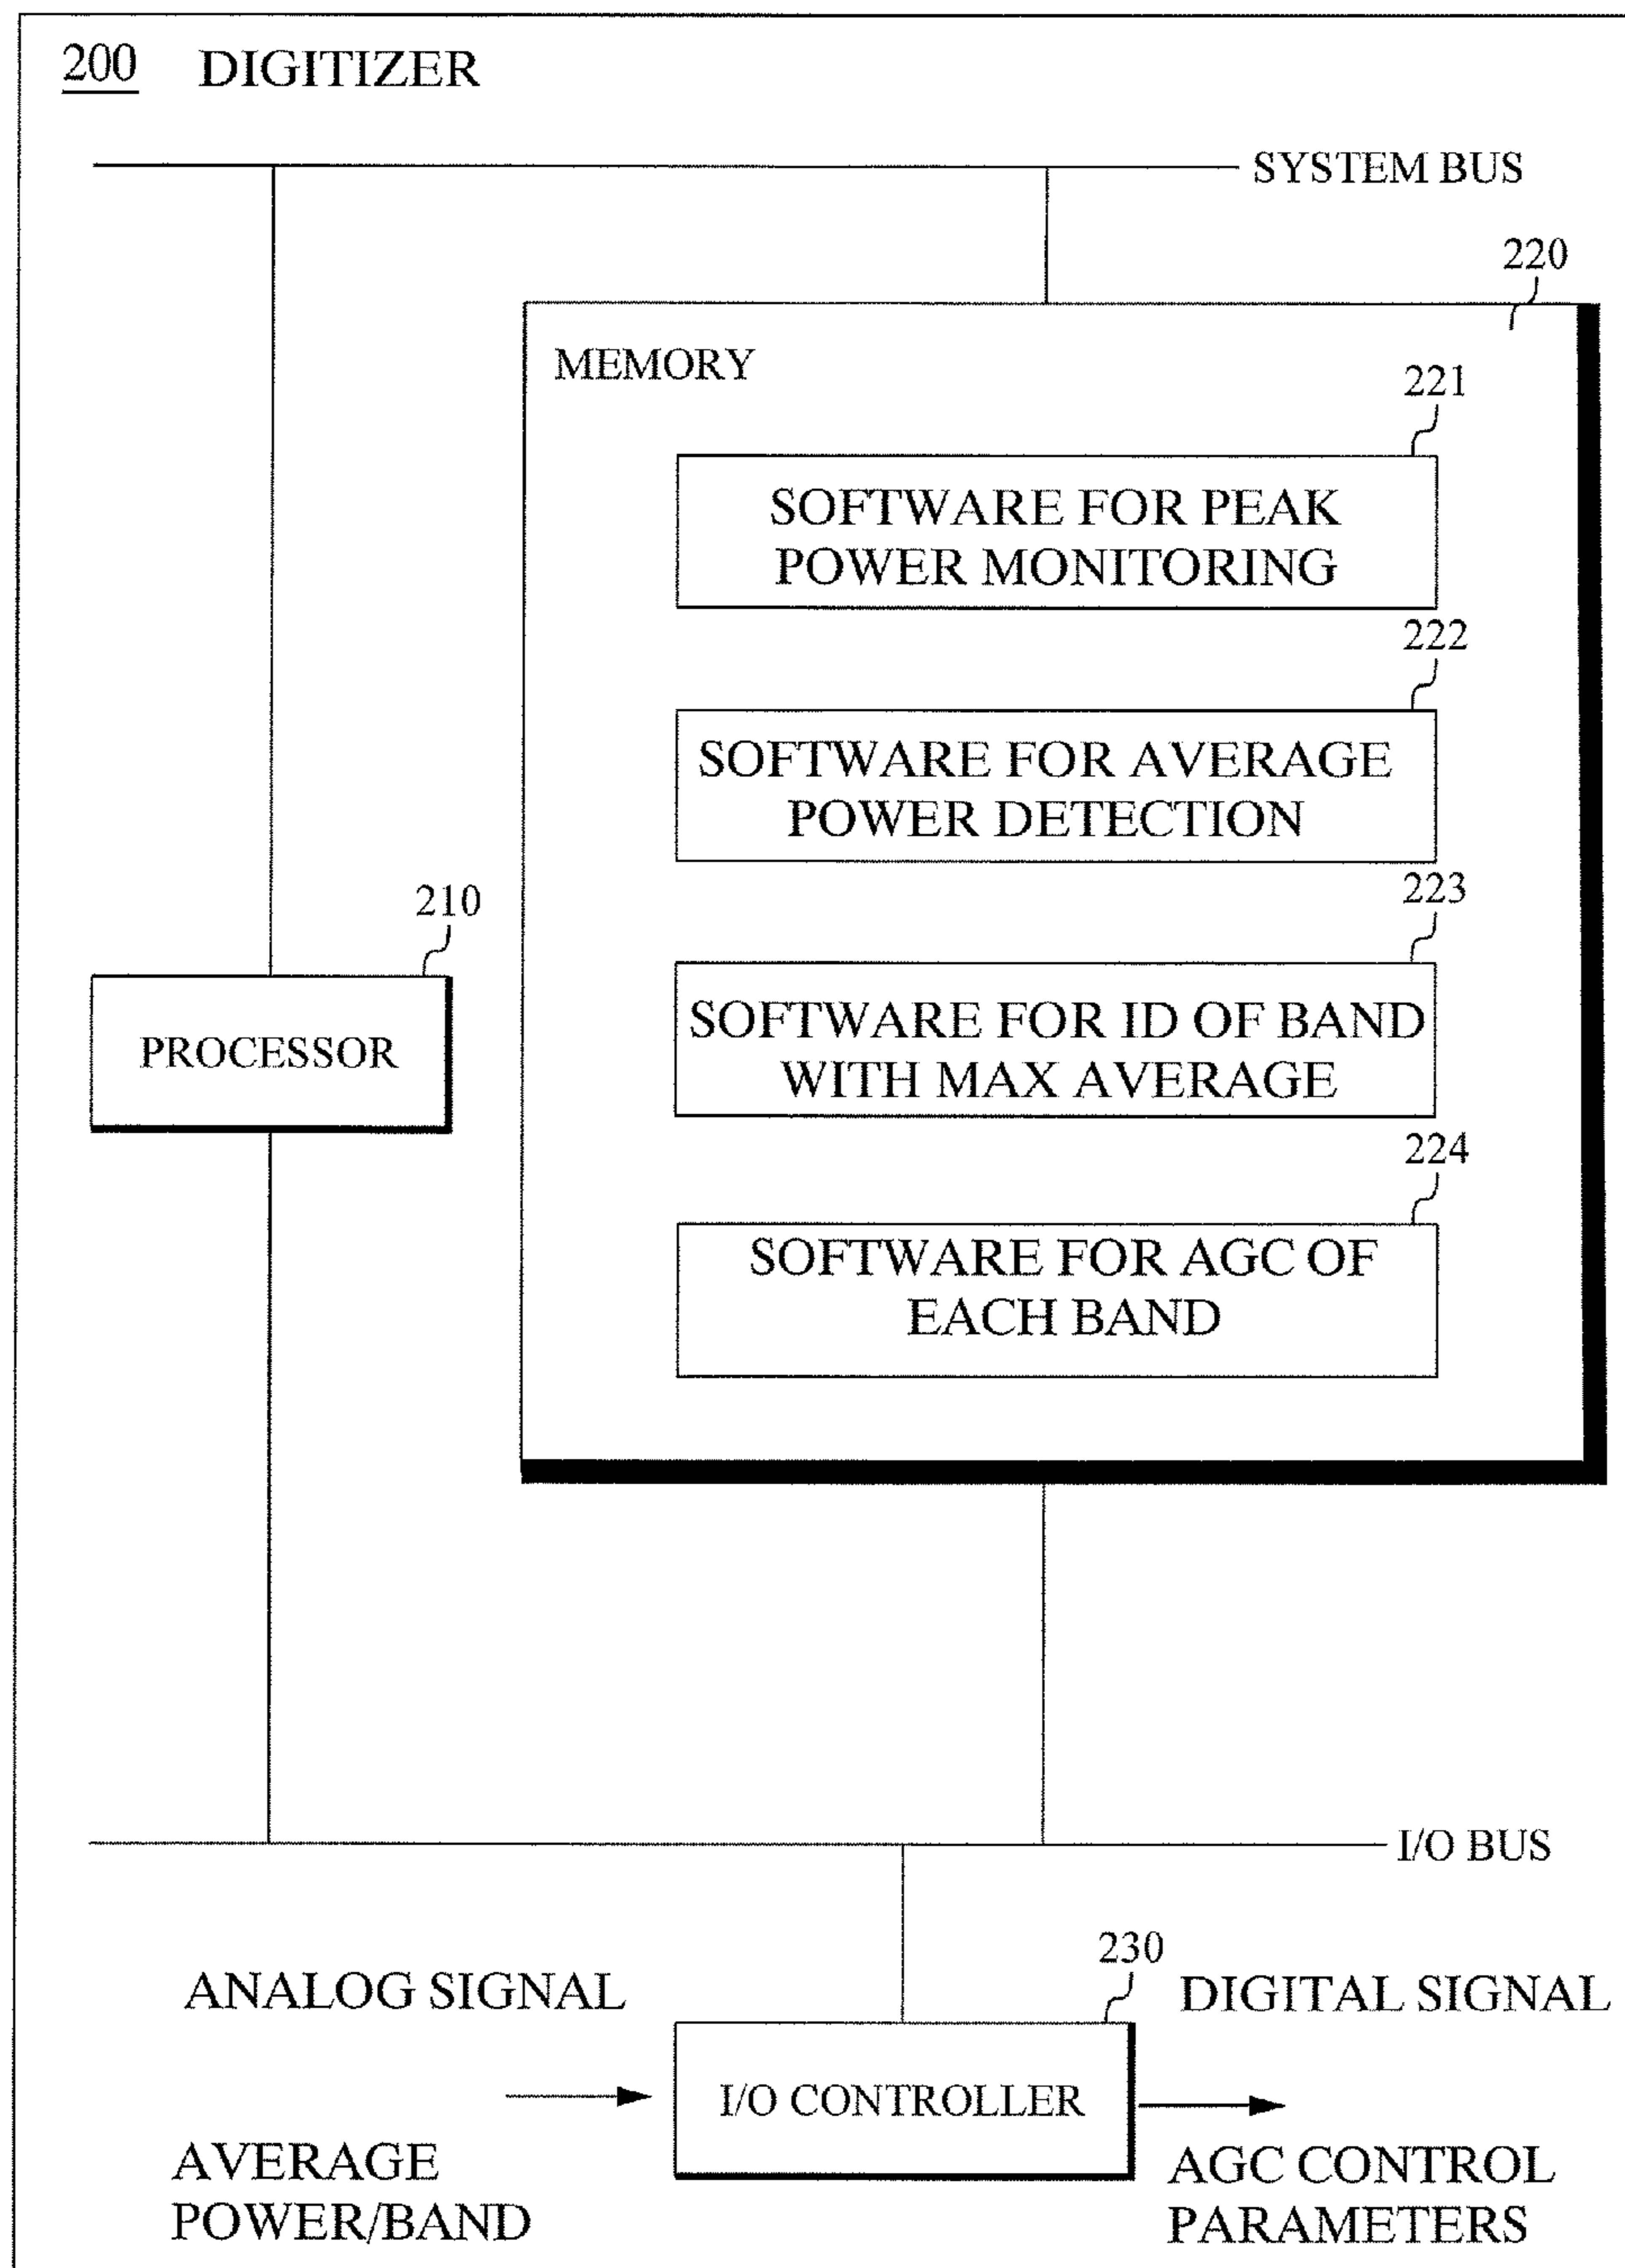 200 DIGITIZER
SYSTEM BUS
220
MEMORY
221
SOFTWARE FOR PEAK
POWER MONITORING
222
SOFTWARE FOR AVERAGE
POWER DETECTION
210
PROCESSOR
223
SOFTWARE FOR ID OF BAND
WITH MAX AVERAGE
224
SOFTWARE FOR AGC OF
EACH BAND
I/O BUS
ANALOG SIGNAL
230
DIGITAL SIGNAL
I/O CONTROLLER
AVERAGE
POWER/BAND
AGC CONTROL
PARAMETERS